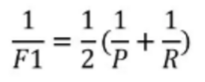 1/F1 = 1/2(1/P + 1/R)